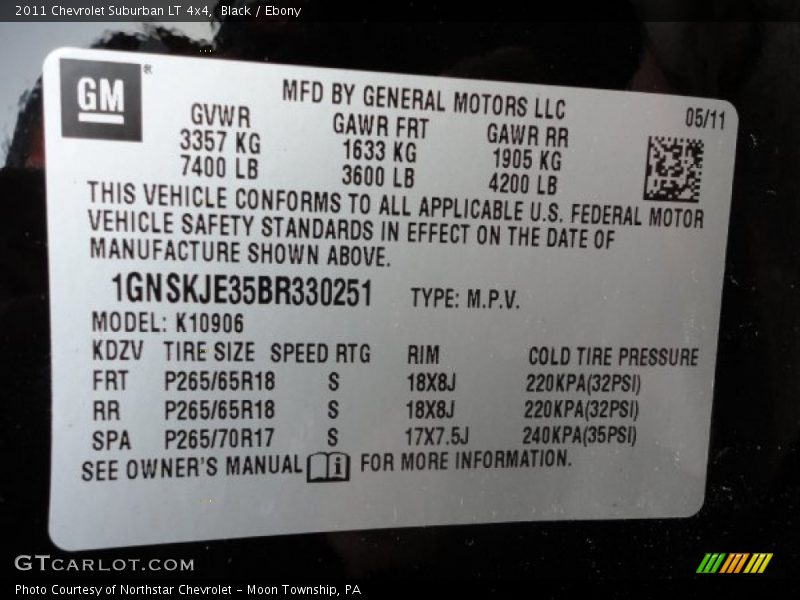 2011 Chevrolet Suburban LT 4x4, Black / Ebony
GM ®
MFD BY GENERAL MOTORS LLC
05/11
GVWR GAWR FRT GAWR RR
3357 KG 1633 KG 1905 KG
7400 LB 3600 LB 4200 LB
THIS VEHICLE CONFORMS TO ALL APPLICABLE U.S. FEDERAL MOTOR
VEHICLE SAFETY STANDARDS IN EFFECT ON THE DATE OF
MANUFACTURE SHOWN ABOVE.
1GNSKJE35BR330251 TYPE: M.P.V.
MODEL: K10906
KDZV TIRE SIZE SPEED RTG RIM COLD TIRE PRESSURE
FRT P265/65R18 S 18X8J 220KPA(32PSI)
RR P265/65R18 S 18X8J 220KPA(32PSI)
SPA P265/70R17 S 17X7.5J 240KPA(35PSI)
SEE OWNER'S MANUAL i FOR MORE INFORMATION.
GTCARLOT.COM
Photo Courtesy of Northstar Chevrolet - Moon Township, PA